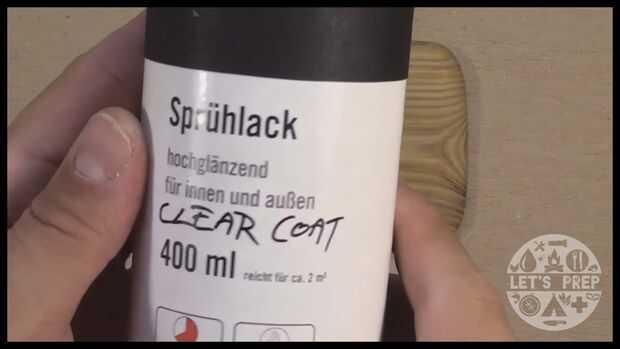 Sprühlack
hochglänzend
für innen und außen
CLEAR COAT
400 ml reicht für ca. 2 m²
LET'S PREP